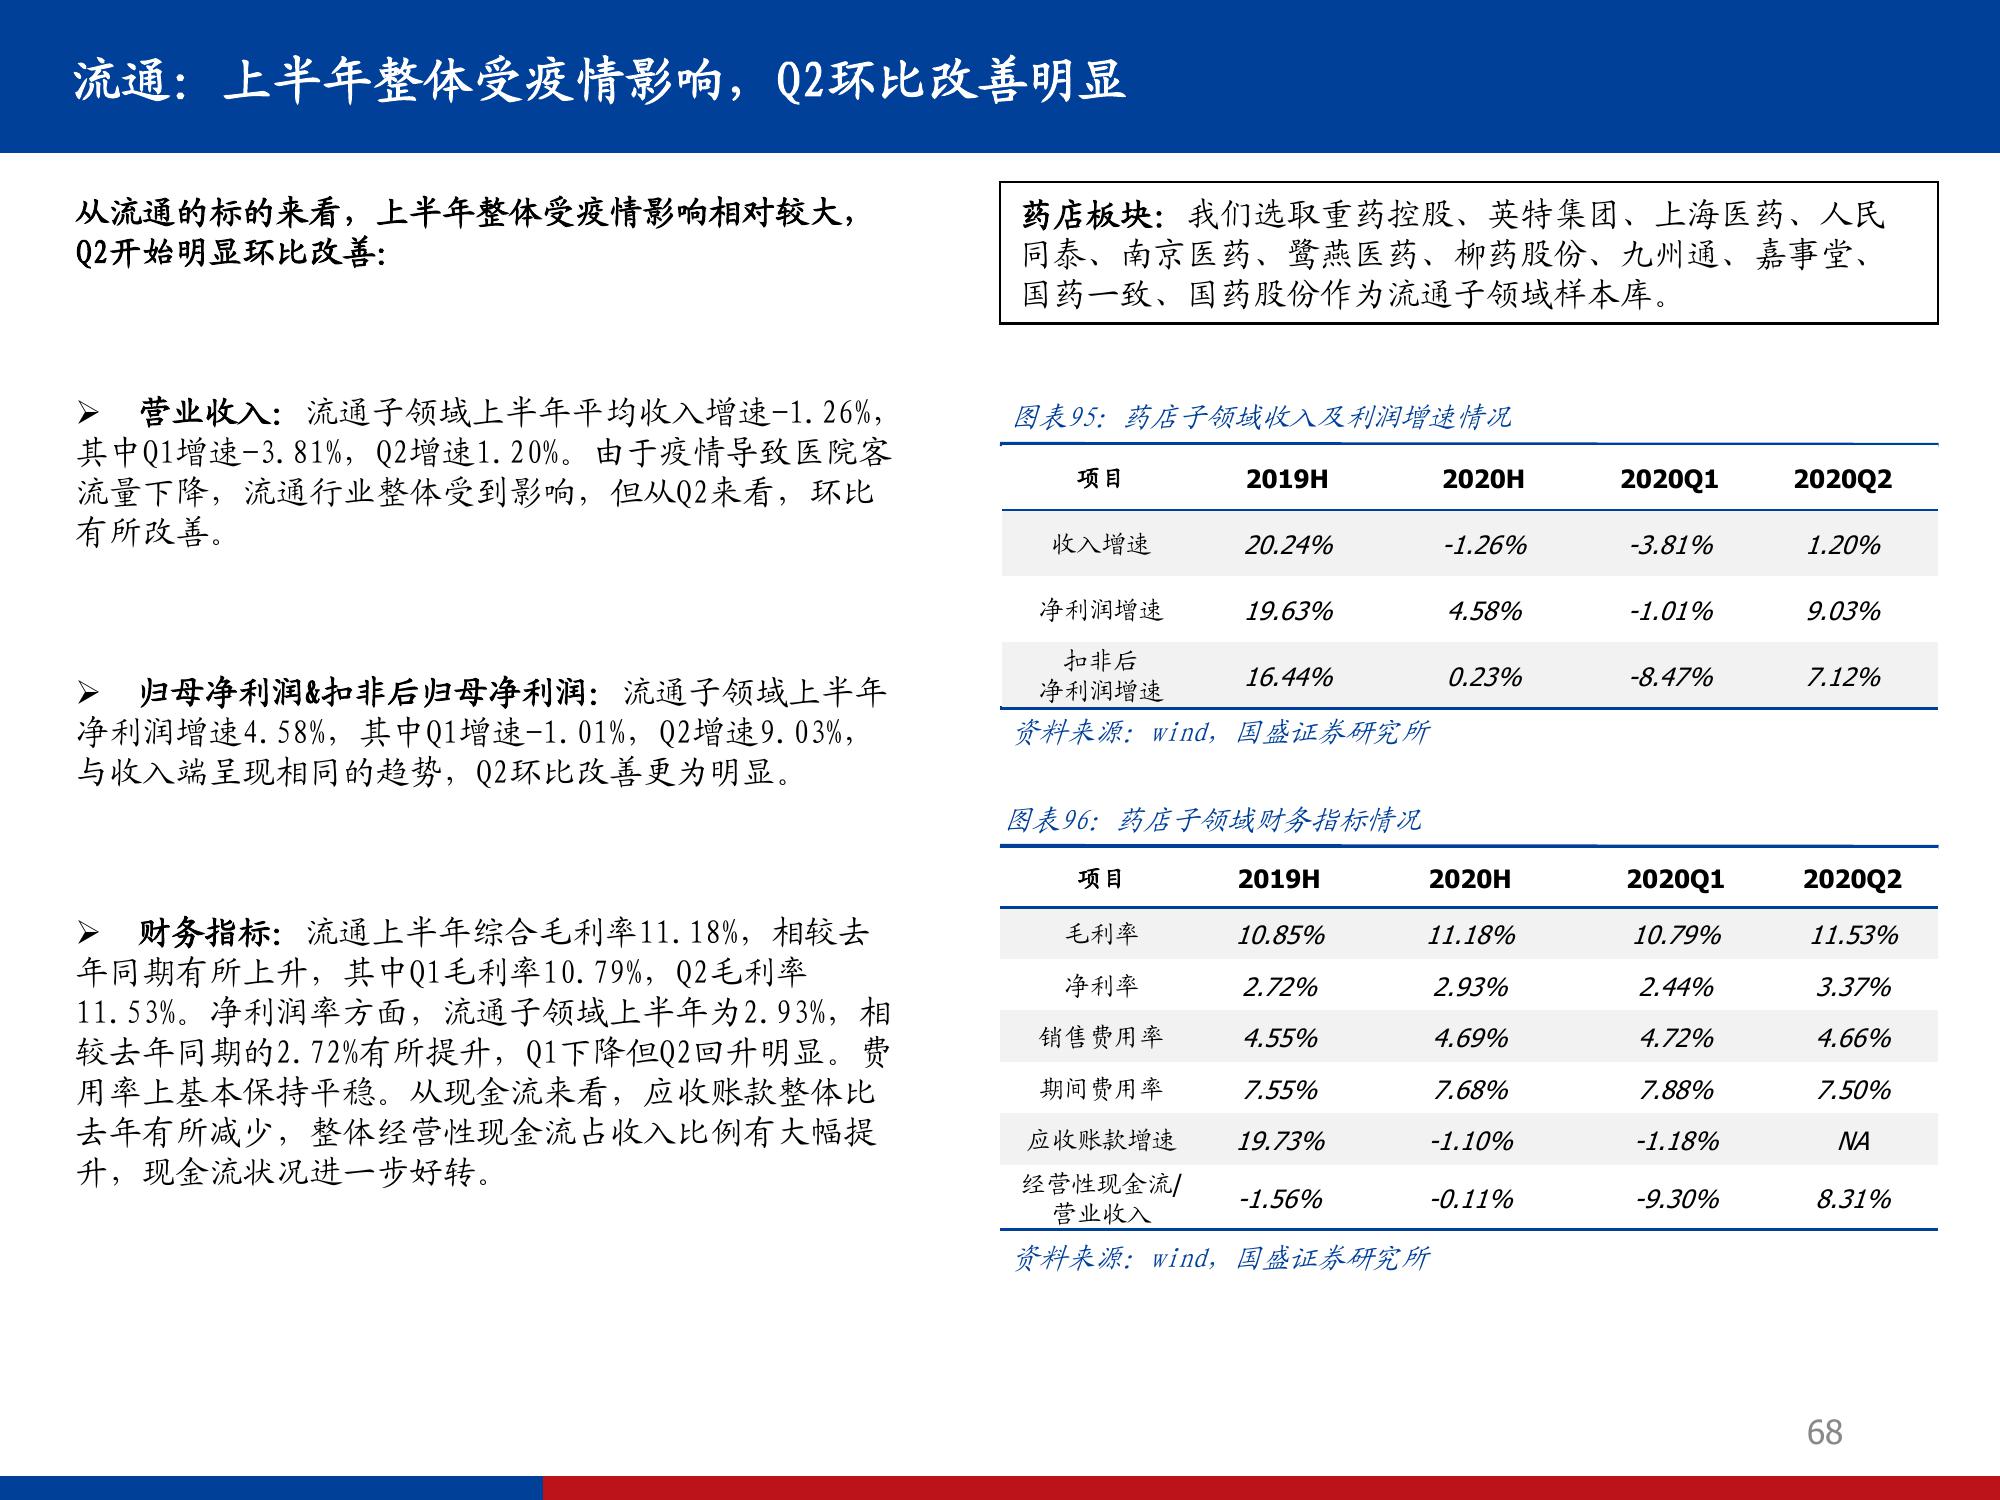 流通：上半年整体受疫情影响，Q2环比改善明显
从流通的标的来看，上半年整体受疫情影响相对较大，
Q2开始明显环比改善：
➢ 营业收入：流通子领域上半年平均收入增速-1.26%，
其中Q1增速-3.81%，Q2增速1.20%。由于疫情导致医院客
流量下降，流通行业整体受到影响，但从Q2来看，环比
有所改善。
➢ 归母净利润&扣非后归母净利润：流通子领域上半年
净利润增速4.58%，其中Q1增速-1.01%，Q2增速9.03%，
与收入端呈现相同的趋势，Q2环比改善更为明显。
➢ 财务指标：流通上半年综合毛利率11.18%，相较去
年同期有所上升，其中Q1毛利率10.79%，Q2毛利率
11.53%。净利润率方面，流通子领域上半年为2.93%，相
较去年同期的2.72%有所提升，Q1下降但Q2回升明显。费
用率上基本保持平稳。从现金流来看，应收账款整体比
去年有所减少，整体经营性现金流占收入比例有大幅提
升，现金流状况进一步好转。
药店板块：我们选取重药控股、英特集团、上海医药、人民
同泰、南京医药、鹭燕医药、柳药股份、九州通、嘉事堂、
国药一致、国药股份作为流通子领域样本库。
图表95：药店子领域收入及利润增速情况
项目 2019H 2020H 2020Q1 2020Q2
收入增速 20.24% -1.26% -3.81% 1.20%
净利润增速 19.63% 4.58% -1.01% 9.03%
扣非后
净利润增速 16.44% 0.23% -8.47% 7.12%
资料来源：wind，国盛证券研究所
图表96：药店子领域财务指标情况
项目 2019H 2020H 2020Q1 2020Q2
毛利率 10.85% 11.18% 10.79% 11.53%
净利率 2.72% 2.93% 2.44% 3.37%
销售费用率 4.55% 4.69% 4.72% 4.66%
期间费用率 7.55% 7.68% 7.88% 7.50%
应收账款增速 19.73% -1.10% -1.18% NA
经营性现金流/
营业收入 -1.56% -0.11% -9.30% 8.31%
资料来源：wind，国盛证券研究所
68